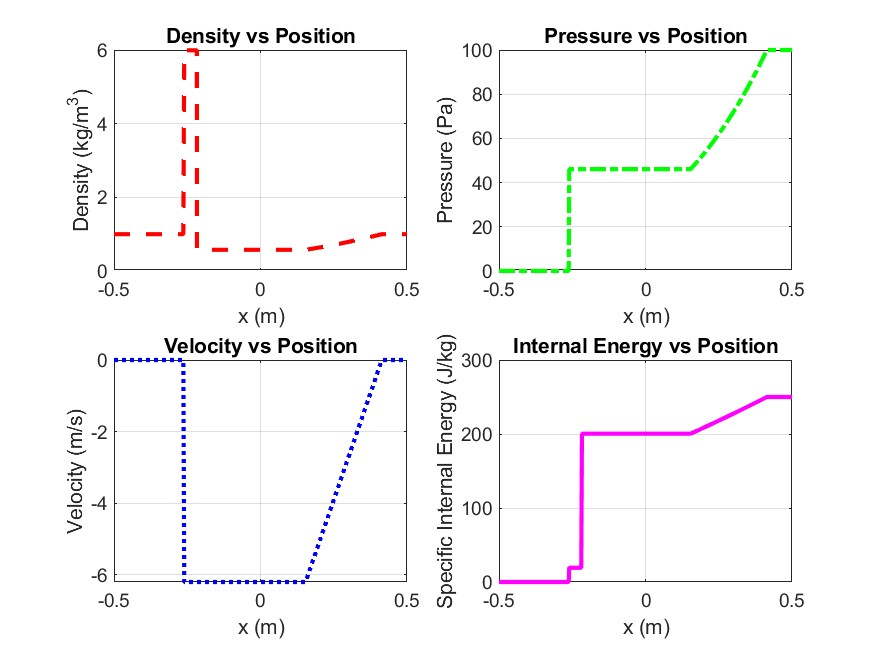 Density vs Position
Density (kg/m³)
6
4
2
0
-0.5
0
0.5
x (m)
Pressure vs Position
Pressure (Pa)
100
80
60
40
20
0
-0.5
0
0.5
x (m)
Velocity vs Position
Velocity (m/s)
0
-2
-4
-6
-0.5
0
0.5
x (m)
Internal Energy vs Position
Specific Internal Energy (J/kg)
300
200
100
0
-0.5
0
0.5
x (m)